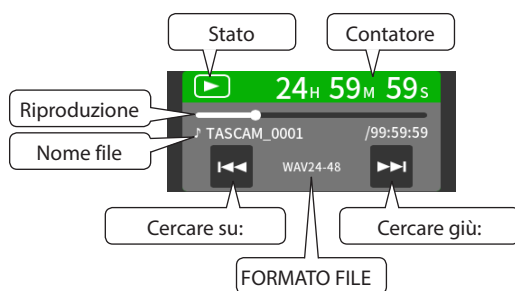 Stato
Contatore
24H 59M 59S
Riproduzione
Nome file
♪ TASCAM_0001
/99:59:59
WAV24-48
Cercare su:
Cercare giù:
FORMATO FILE